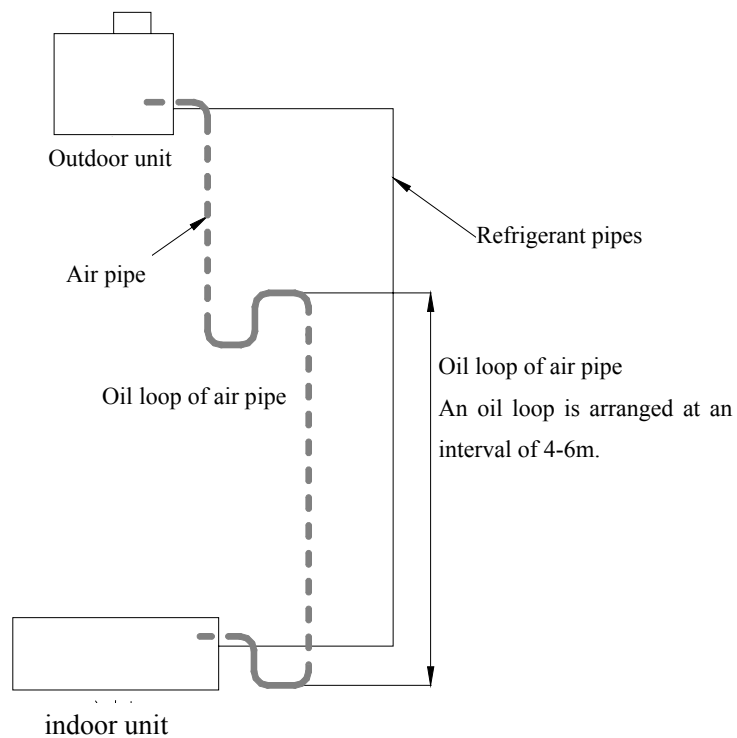 Outdoor unit
Refrigerant pipes
Air pipe
Oil loop of air pipe
Oil loop of air pipe
An oil loop is arranged at an
interval of 4-6m.
indoor unit